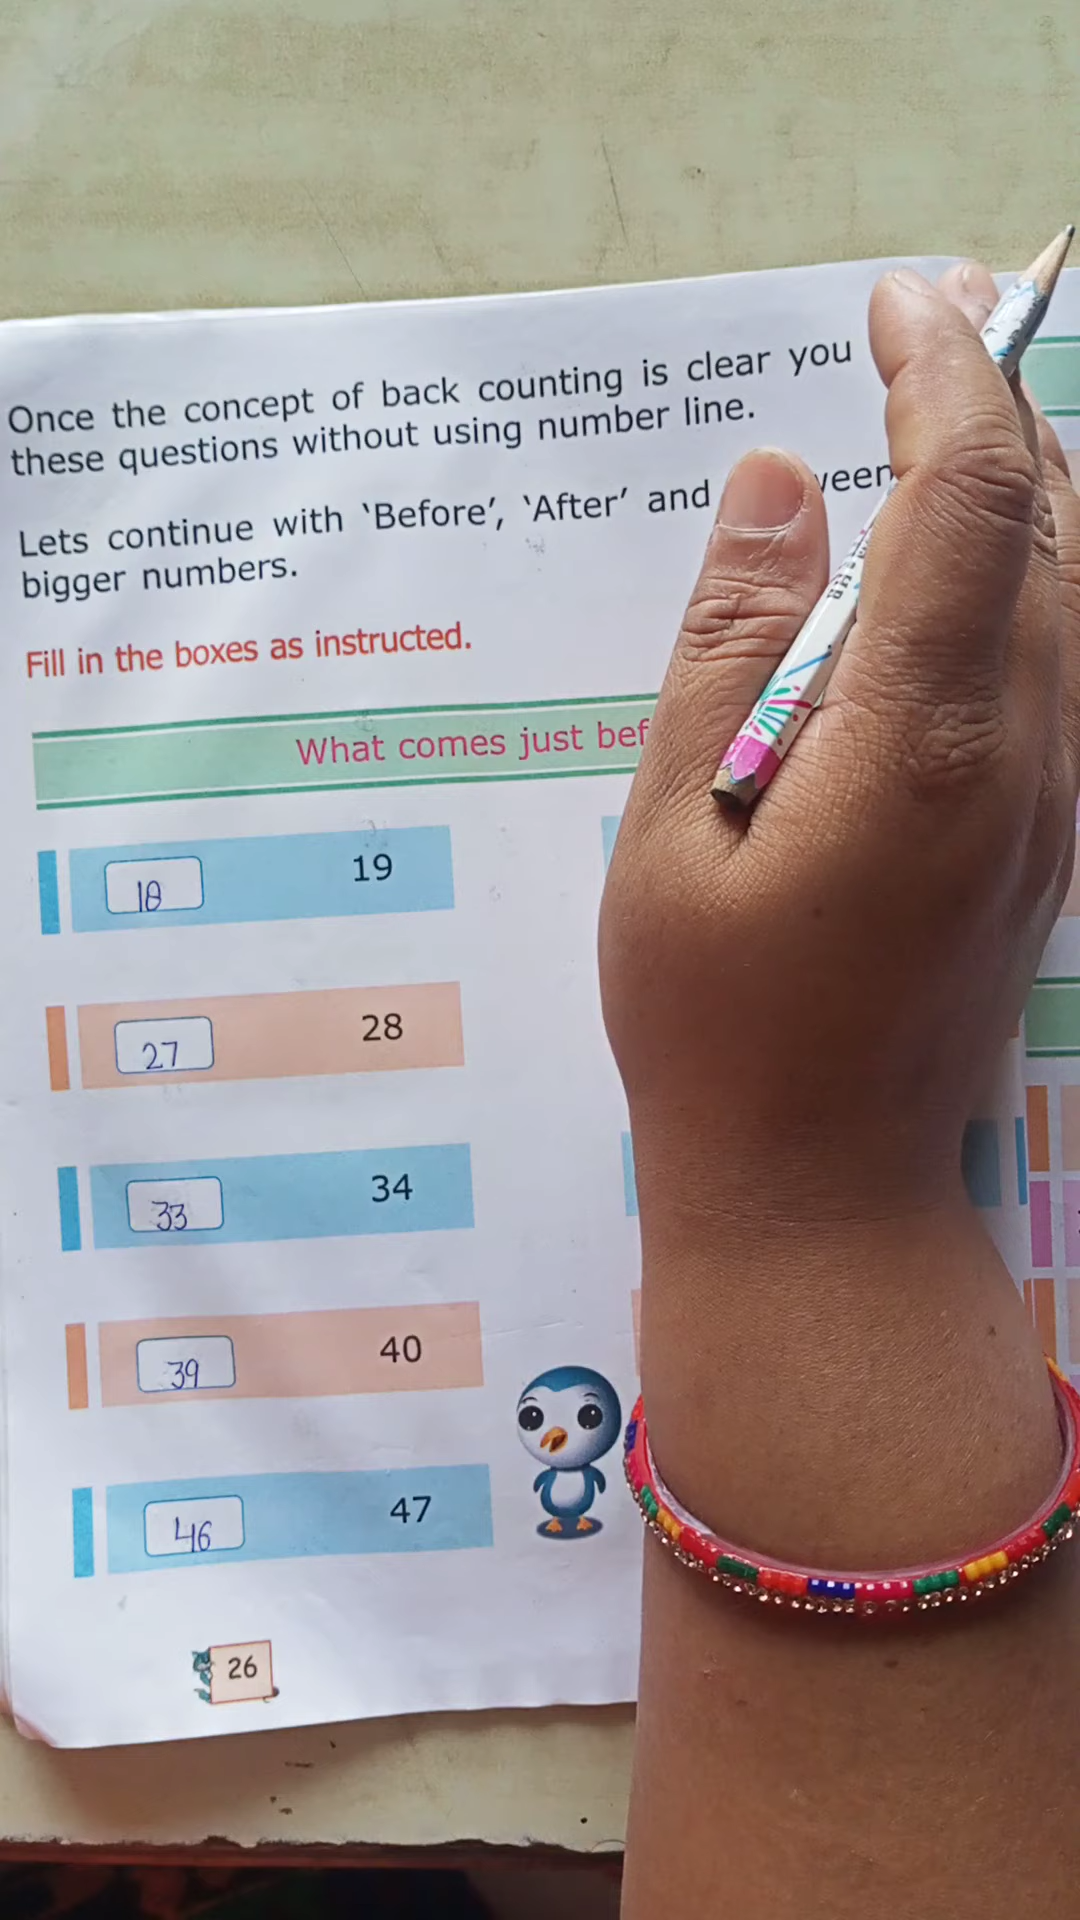 Once the concept of back counting is clear you
these questions without using number line.
Lets continue with ‘Before’, ‘After’ and
bigger numbers.
Fill in the boxes as instructed.
What comes just
18 19
27 28
33 34
39 40
46 47
26